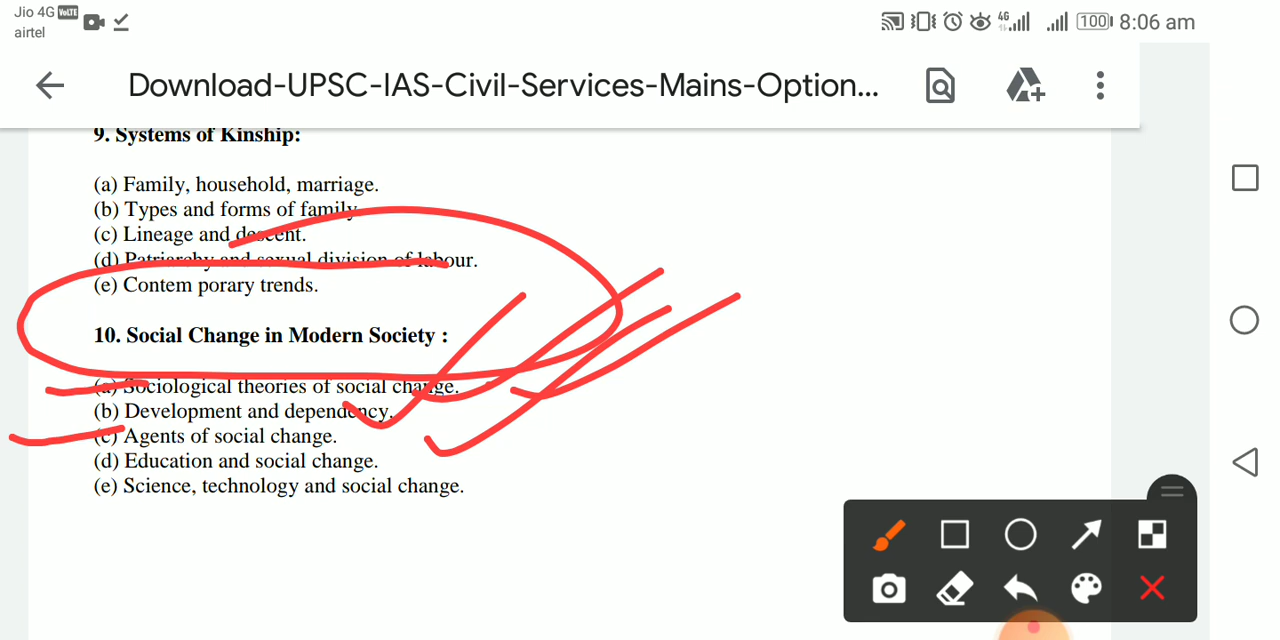 Jio 4G VoLTE
airtel
4G
100
8:06 am
Download-UPSC-IAS-Civil-Services-Mains-Option...
9. Systems of Kinship:
(a) Family, household, marriage.
(b) Types and forms of family.
(c) Lineage and descent.
(d) Patriarchy and sexual division of labour.
(e) Contem porary trends.
10. Social Change in Modern Society :
(a) Sociological theories of social change.
(b) Development and dependency.
(c) Agents of social change.
(d) Education and social change.
(e) Science, technology and social change.